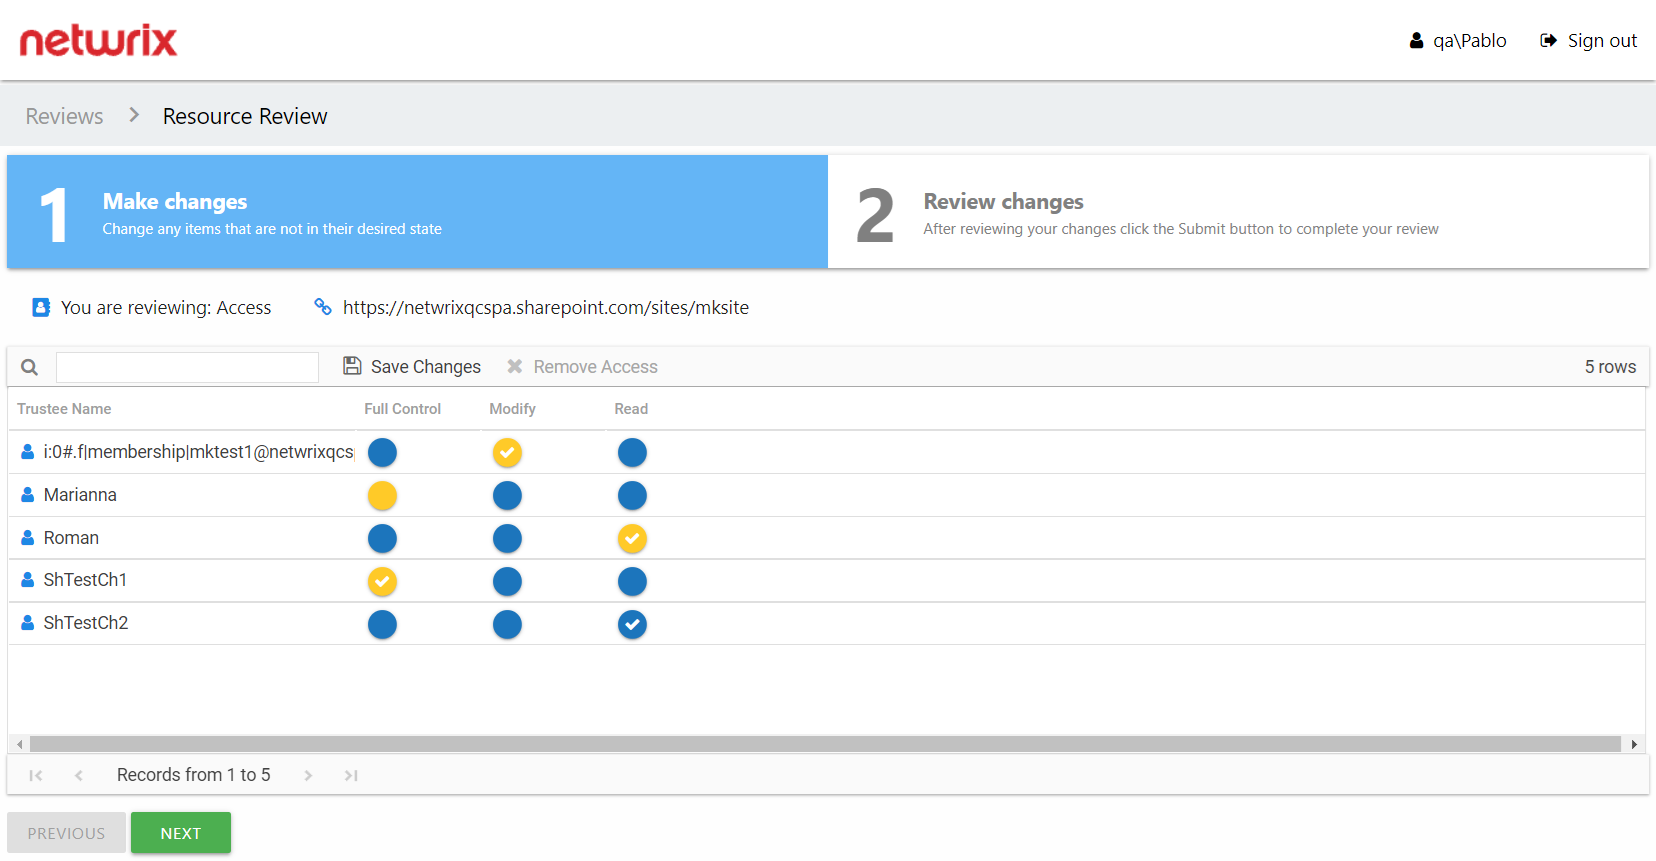 netwrix
qa\Pablo Sign out
Reviews Resource Review
1 Make changes
Change any items that are not in their desired state
2 Review changes
After reviewing your changes click the Submit button to complete your review
You are reviewing: Access https://netwrixqcspa.sharepoint.com/sites/mksite
Save Changes Remove Access 5 rows
Trustee Name Full Control Modify Read
i:0#.f|membership|mktest1@netwrixqcsp
Marianna
Roman
ShTestCh1
ShTestCh2
Records from 1 to 5
PREVIOUS NEXT